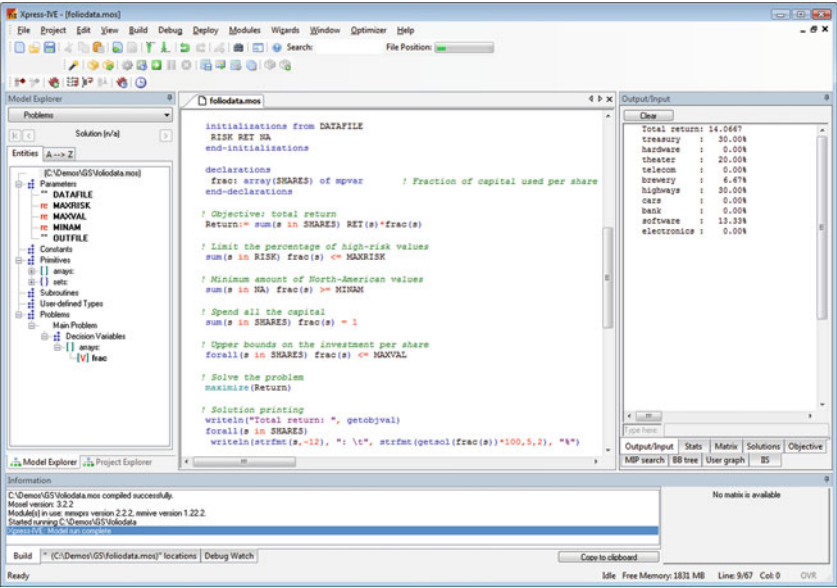 Xpress-IVE - [foliodata.mos]
File Project Edit View Build Debug Deploy Modules Wizards Window Optimizer Help
Search: File Position:
Model Explorer
Problems
Solution (n/a)
Entities A --> Z
(C:\Demos\GS\foliodata.mos)
Parameters
"" DATAFILE
re MAXRISK
re MAXVAL
re MINAM
"" OUTFILE
Constants
Primitives
[ ] arrays:
{ } sets:
Subroutines
User-defined Types
Problems
Main Problem
Decision Variables
[ ] arrays:
[V] frac
Model Explorer Project Explorer
foliodata.mos
initializations from DATAFILE
RISK RET NA
end-initializations
declarations
frac: array(SHARES) of mpvar ! Fraction of capital used per share
end-declarations
! Objective: total return
Return:= sum(s in SHARES) RET(s)*frac(s)
! Limit the percentage of high-risk values
sum(s in RISK) frac(s) <= MAXRISK
! Minimum amount of North-American values
sum(s in NA) frac(s) >= MINAM
! Spend all the capital
sum(s in SHARES) frac(s) = 1
! Upper bounds on the investment per share
forall(s in SHARES) frac(s) <= MAXVAL
! Solve the problem
maximize(Return)
! Solution printing
writeln("Total return: ", getobjval)
forall(s in SHARES)
writeln(strfmt(s,-12), ": \t", strfmt(getsol(frac(s))*100,5,2), "%")
Output/Input
Clear
Total return: 14.0667
treasury : 30.00%
hardware : 0.00%
theater : 20.00%
telecom : 0.00%
brewery : 6.67%
highways : 30.00%
cars : 0.00%
bank : 0.00%
software : 13.33%
electronics : 0.00%
Type here:
Output/Input Stats Matrix Solutions Objective
MIP search BB tree User graph IIS
Information
C:\Demos\GS\foliodata.mos compiled successfully.
Mosel version: 3.2.2
Module(s) in use: mmxprs version 2.2.2, mmive version 1.22.2.
Started running C:\Demos\GS\foliodata
Xpress-IVE: Model run complete
No matrix is available
Build * (C:\Demos\GS\foliodata.mos)* locations Debug Watch
Copy to clipboard
Ready Idle Free Memory: 1831 MB Line: 9/67 Col: 0 OVR